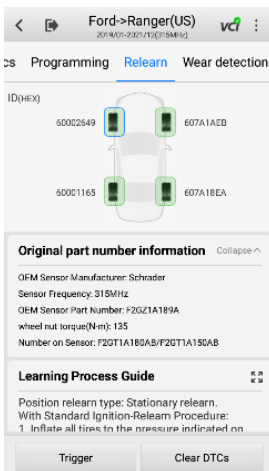 Ford->Ranger(US)
2019/01-2021/12(315MHz)
vcf
cs Programming Relearn Wear detection
ID(HEX)
60002649 607A1AEB
60001165 607A18EA
Original part number information Collapse
OEM Sensor Manufacturer: Schrader
Sensor Frequency: 315MHz
OEM Sensor Part Number: F2GZ1A189A
wheel nut torque(N·m): 135
Number on Sensor: F2GT1A180AB/F2GT1A150AB
Learning Process Guide
Position relearn type: Stationary relearn.
With Standard Ignition-Relearn Procedure:
1. Inflate all tires to the pressure indicated on
Trigger Clear DTCs